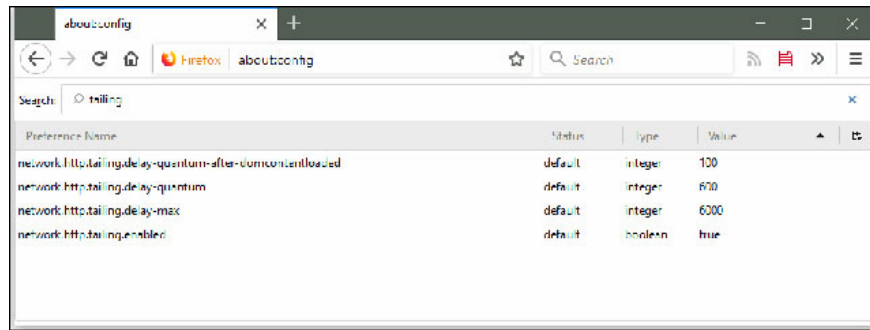 about:config
Firefox about:config Search
Search: tailing
Preference Name Status Type Value
network.http.tailing.delay-quantum-after-domcontentloaded default integer 100
network.http.tailing.delay-quantum default integer 600
network.http.tailing.delay-max default integer 6000
network.http.tailing.enabled default boolean true